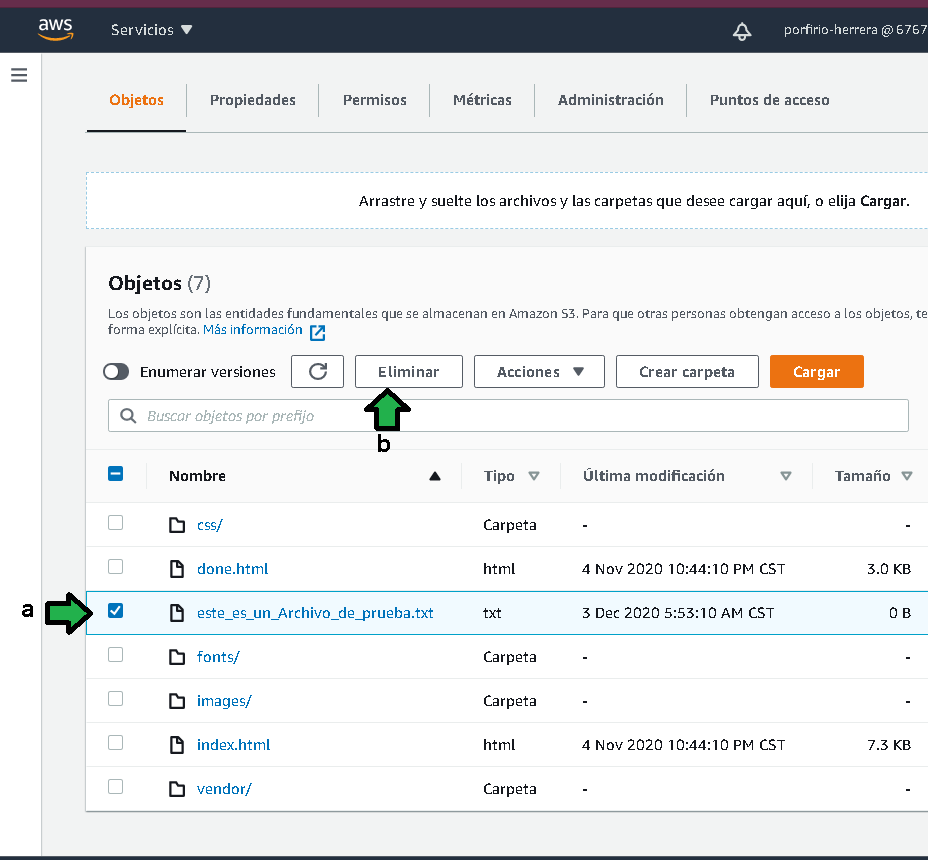 aws Servicios porfirio-herrera @ 6767
Objetos Propiedades Permisos Métricas Administración Puntos de acceso
Arrastre y suelte los archivos y las carpetas que desee cargar aquí, o elija Cargar.
Objetos (7)
Los objetos son las entidades fundamentales que se almacenan en Amazon S3. Para que otras personas obtengan acceso a los objetos, te
forma explícita. Más información
Enumerar versiones Eliminar Acciones Crear carpeta Cargar
Buscar objetos por prefijo
b
Nombre Tipo Última modificación Tamaño
css/ Carpeta - -
done.html html 4 Nov 2020 10:44:10 PM CST 3.0 KB
a este_es_un_Archivo_de_prueba.txt txt 3 Dec 2020 5:53:10 AM CST 0 B
fonts/ Carpeta - -
images/ Carpeta - -
index.html html 4 Nov 2020 10:44:10 PM CST 7.3 KB
vendor/ Carpeta - -